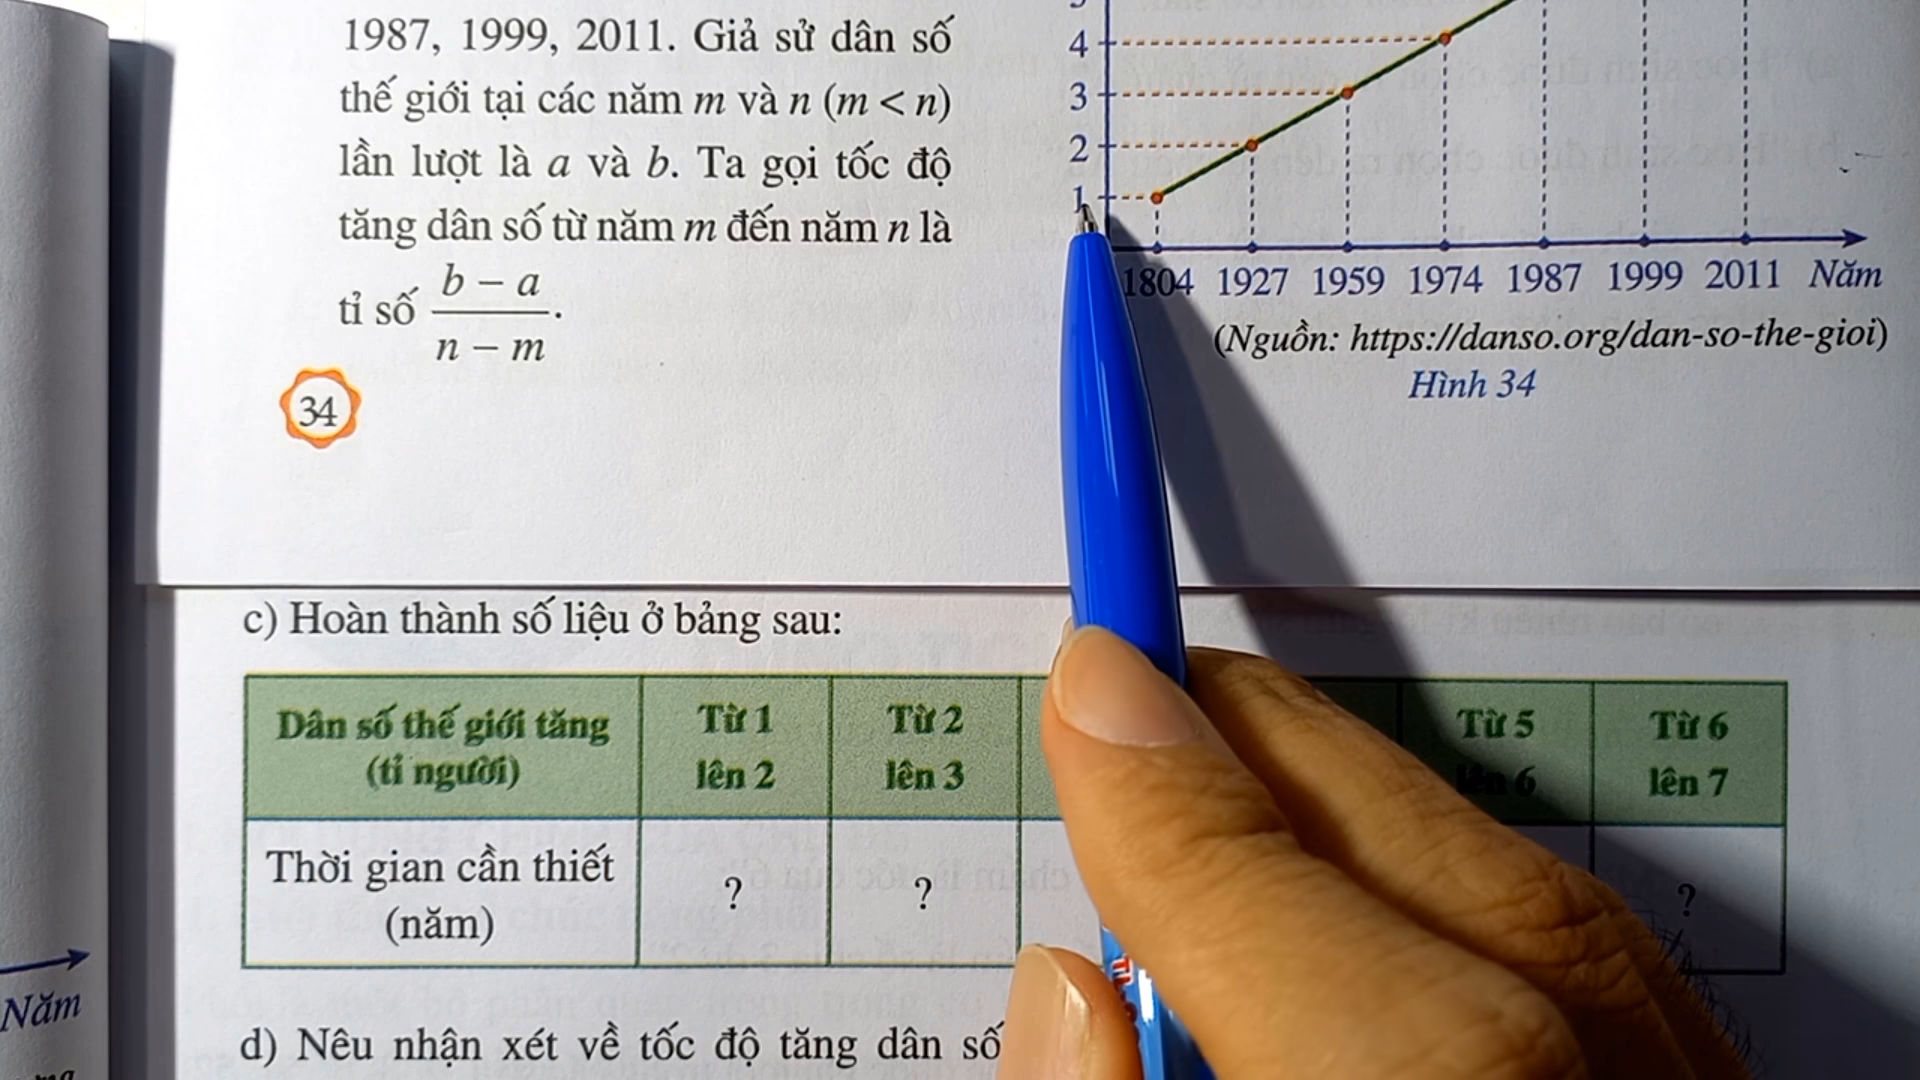 1987, 1999, 2011. Giả sử dân số
thế giới tại các năm m và n (m < n)
lần lượt là a và b. Ta gọi tốc độ
tăng dân số từ năm m đến năm n là
tỉ số b – a / n – m.
34
4
3
2
1
1804 1927 1959 1974 1987 1999 2011 Năm
(Nguồn: https://danso.org/dan-so-the-gioi)
Hình 34
c) Hoàn thành số liệu ở bảng sau:
Dân số thế giới tăng
(tỉ người)
Từ 1
lên 2
Từ 2
lên 3
Từ 5
lên 6
Từ 6
lên 7
Thời gian cần thiết
(năm)
?
?
?
Năm
d) Nêu nhận xét về tốc độ tăng dân số